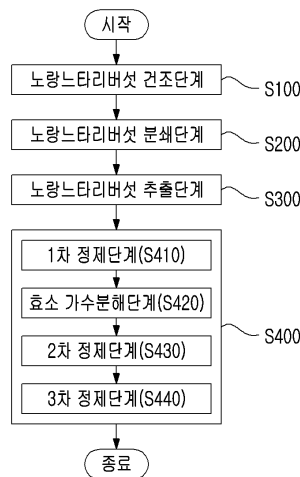 시작
노랑느타리버섯 건조단계
S100
노랑느타리버섯 분쇄단계
S200
노랑느타리버섯 추출단계
S300
1차 정제단계(S410)
효소 가수분해단계(S420)
2차 정제단계(S430)
3차 정제단계(S440)
S400
종료